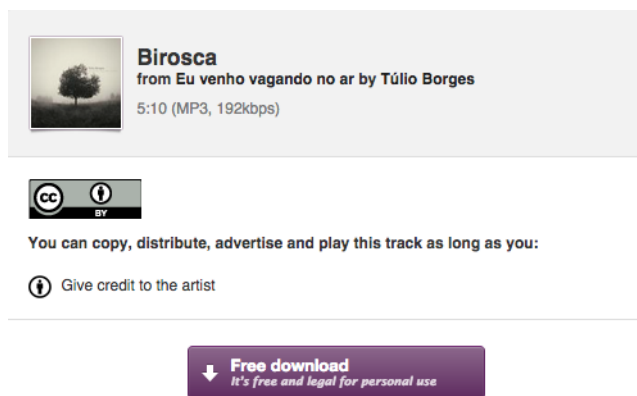 Birosca
from Eu venho vagando no ar by Túlio Borges
5:10 (MP3, 192kbps)
cc
BY
You can copy, distribute, advertise and play this track as long as you:
Give credit to the artist
Free download
It's free and legal for personal use